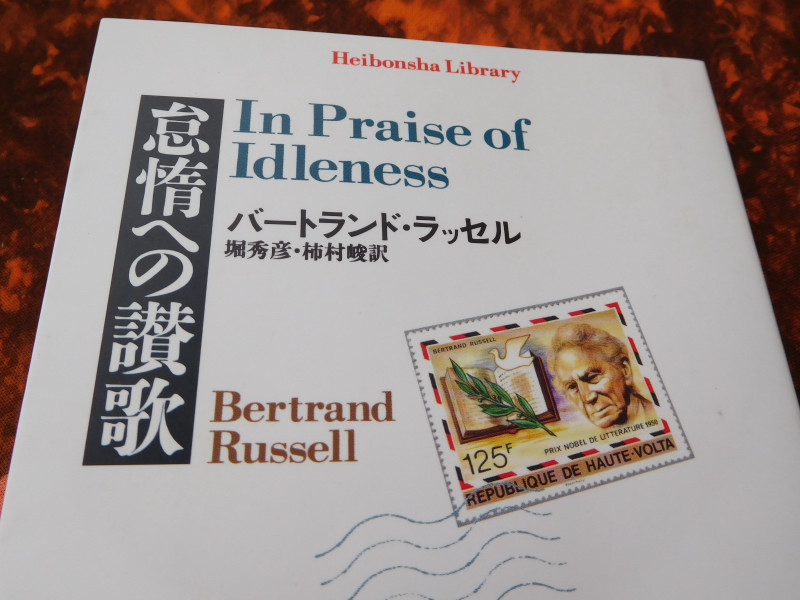 Heibonsha Library
怠惰への讃歌
In Praise of
Idleness
バートランド・ラッセル
堀秀彦・柿村峻訳
Bertrand
Russell
BERTRAND RUSSELL
PRIX NOBEL DE LITTERATURE 1950
125F
REPUBLIQUE DE HAUTE-VOLTA